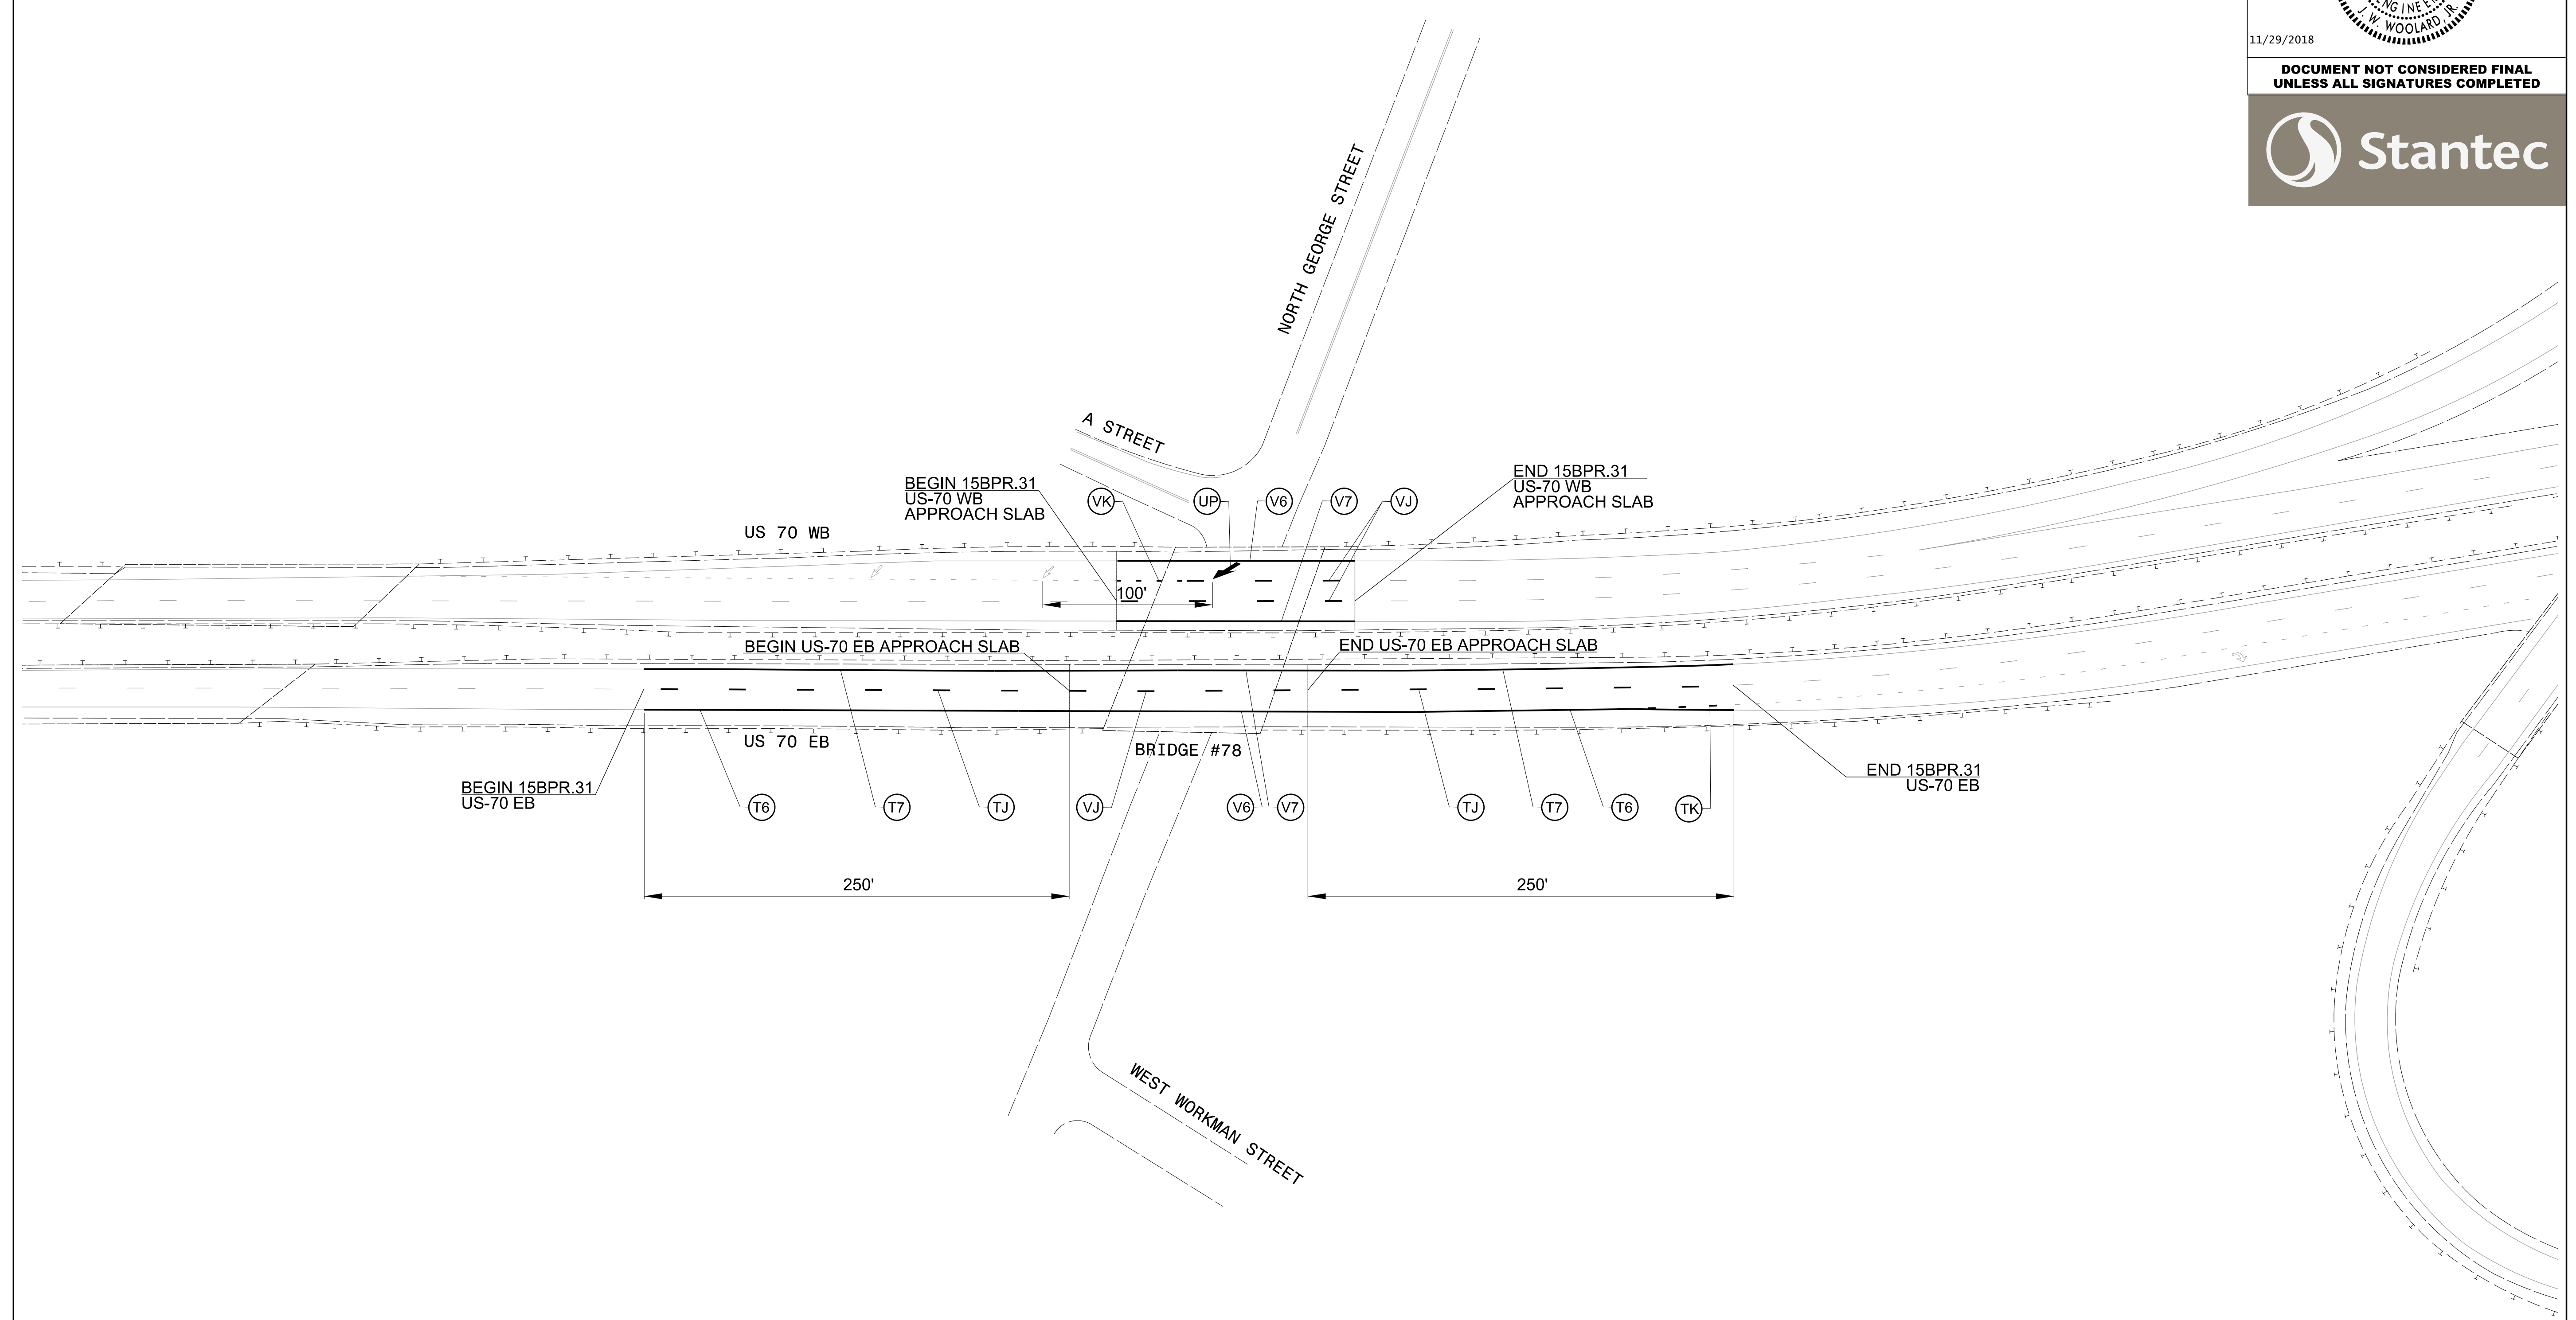 J. W. WOOLARD, JR.
11/29/2018
DOCUMENT NOT CONSIDERED FINAL
UNLESS ALL SIGNATURES COMPLETED
Stantec
NORTH GEORGE STREET
A STREET
BEGIN 15BPR.31
US-70 WB
APPROACH SLAB
VK
UP
V6
V7
VJ
END 15BPR.31
US-70 WB
APPROACH SLAB
US 70 WB
100'
BEGIN US-70 EB APPROACH SLAB
END US-70 EB APPROACH SLAB
US 70 EB
BRIDGE #78
BEGIN 15BPR.31
US-70 EB
T6
T7
TJ
VJ
V6
V7
TJ
T7
T6
TK
END 15BPR.31
US-70 EB
250'
250'
WEST WORKMAN STREET